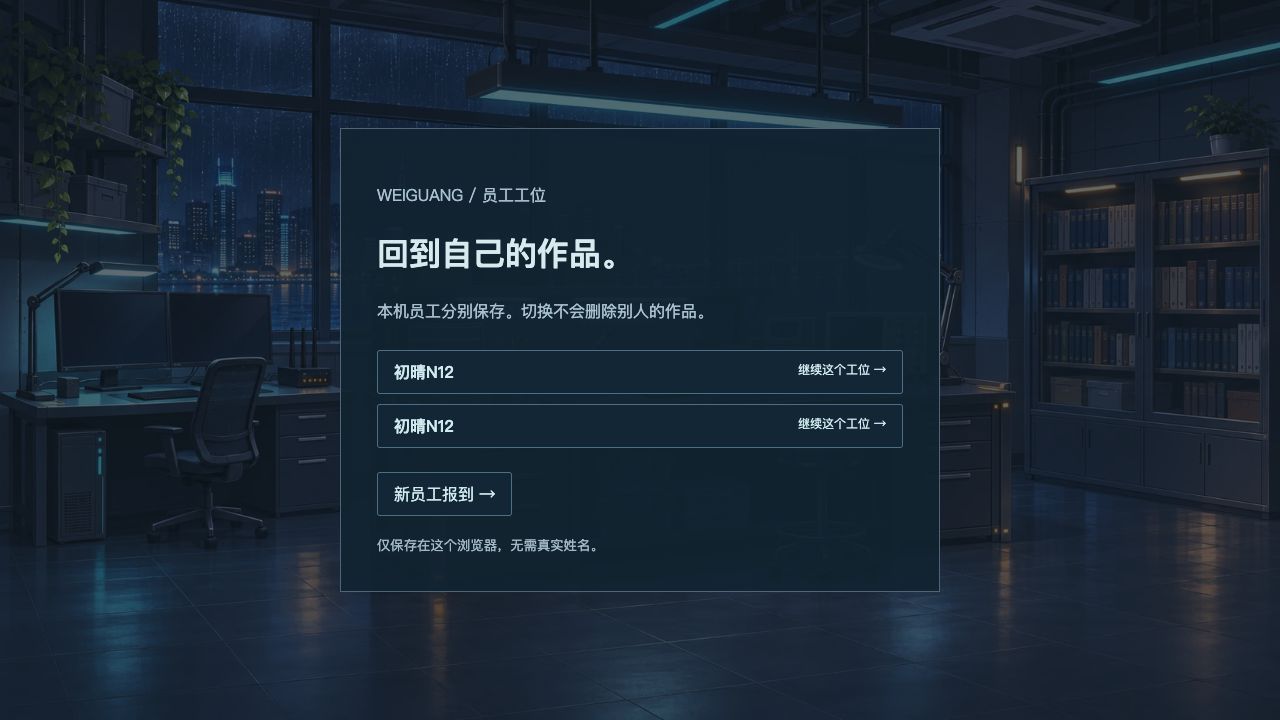 WEIGUANG / 员工工位
回到自己的作品。
本机员工分别保存。切换不会删除别人的作品。
初晴N12 继续这个工位 →
初晴N12 继续这个工位 →
新员工报到 →
仅保存在这个浏览器，无需真实姓名。